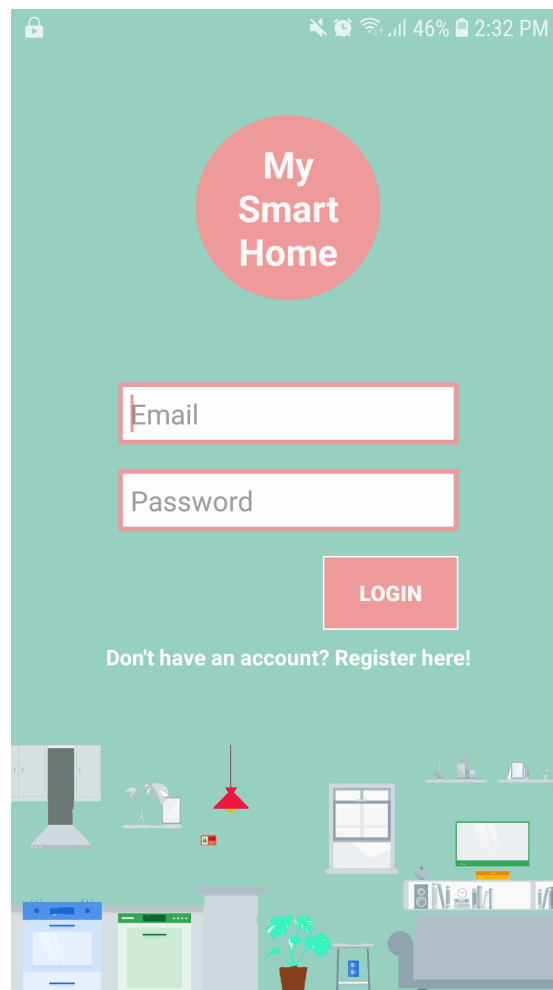 46% 2:32 PM
My
Smart
Home
Email
Password
LOGIN
Don't have an account? Register here!